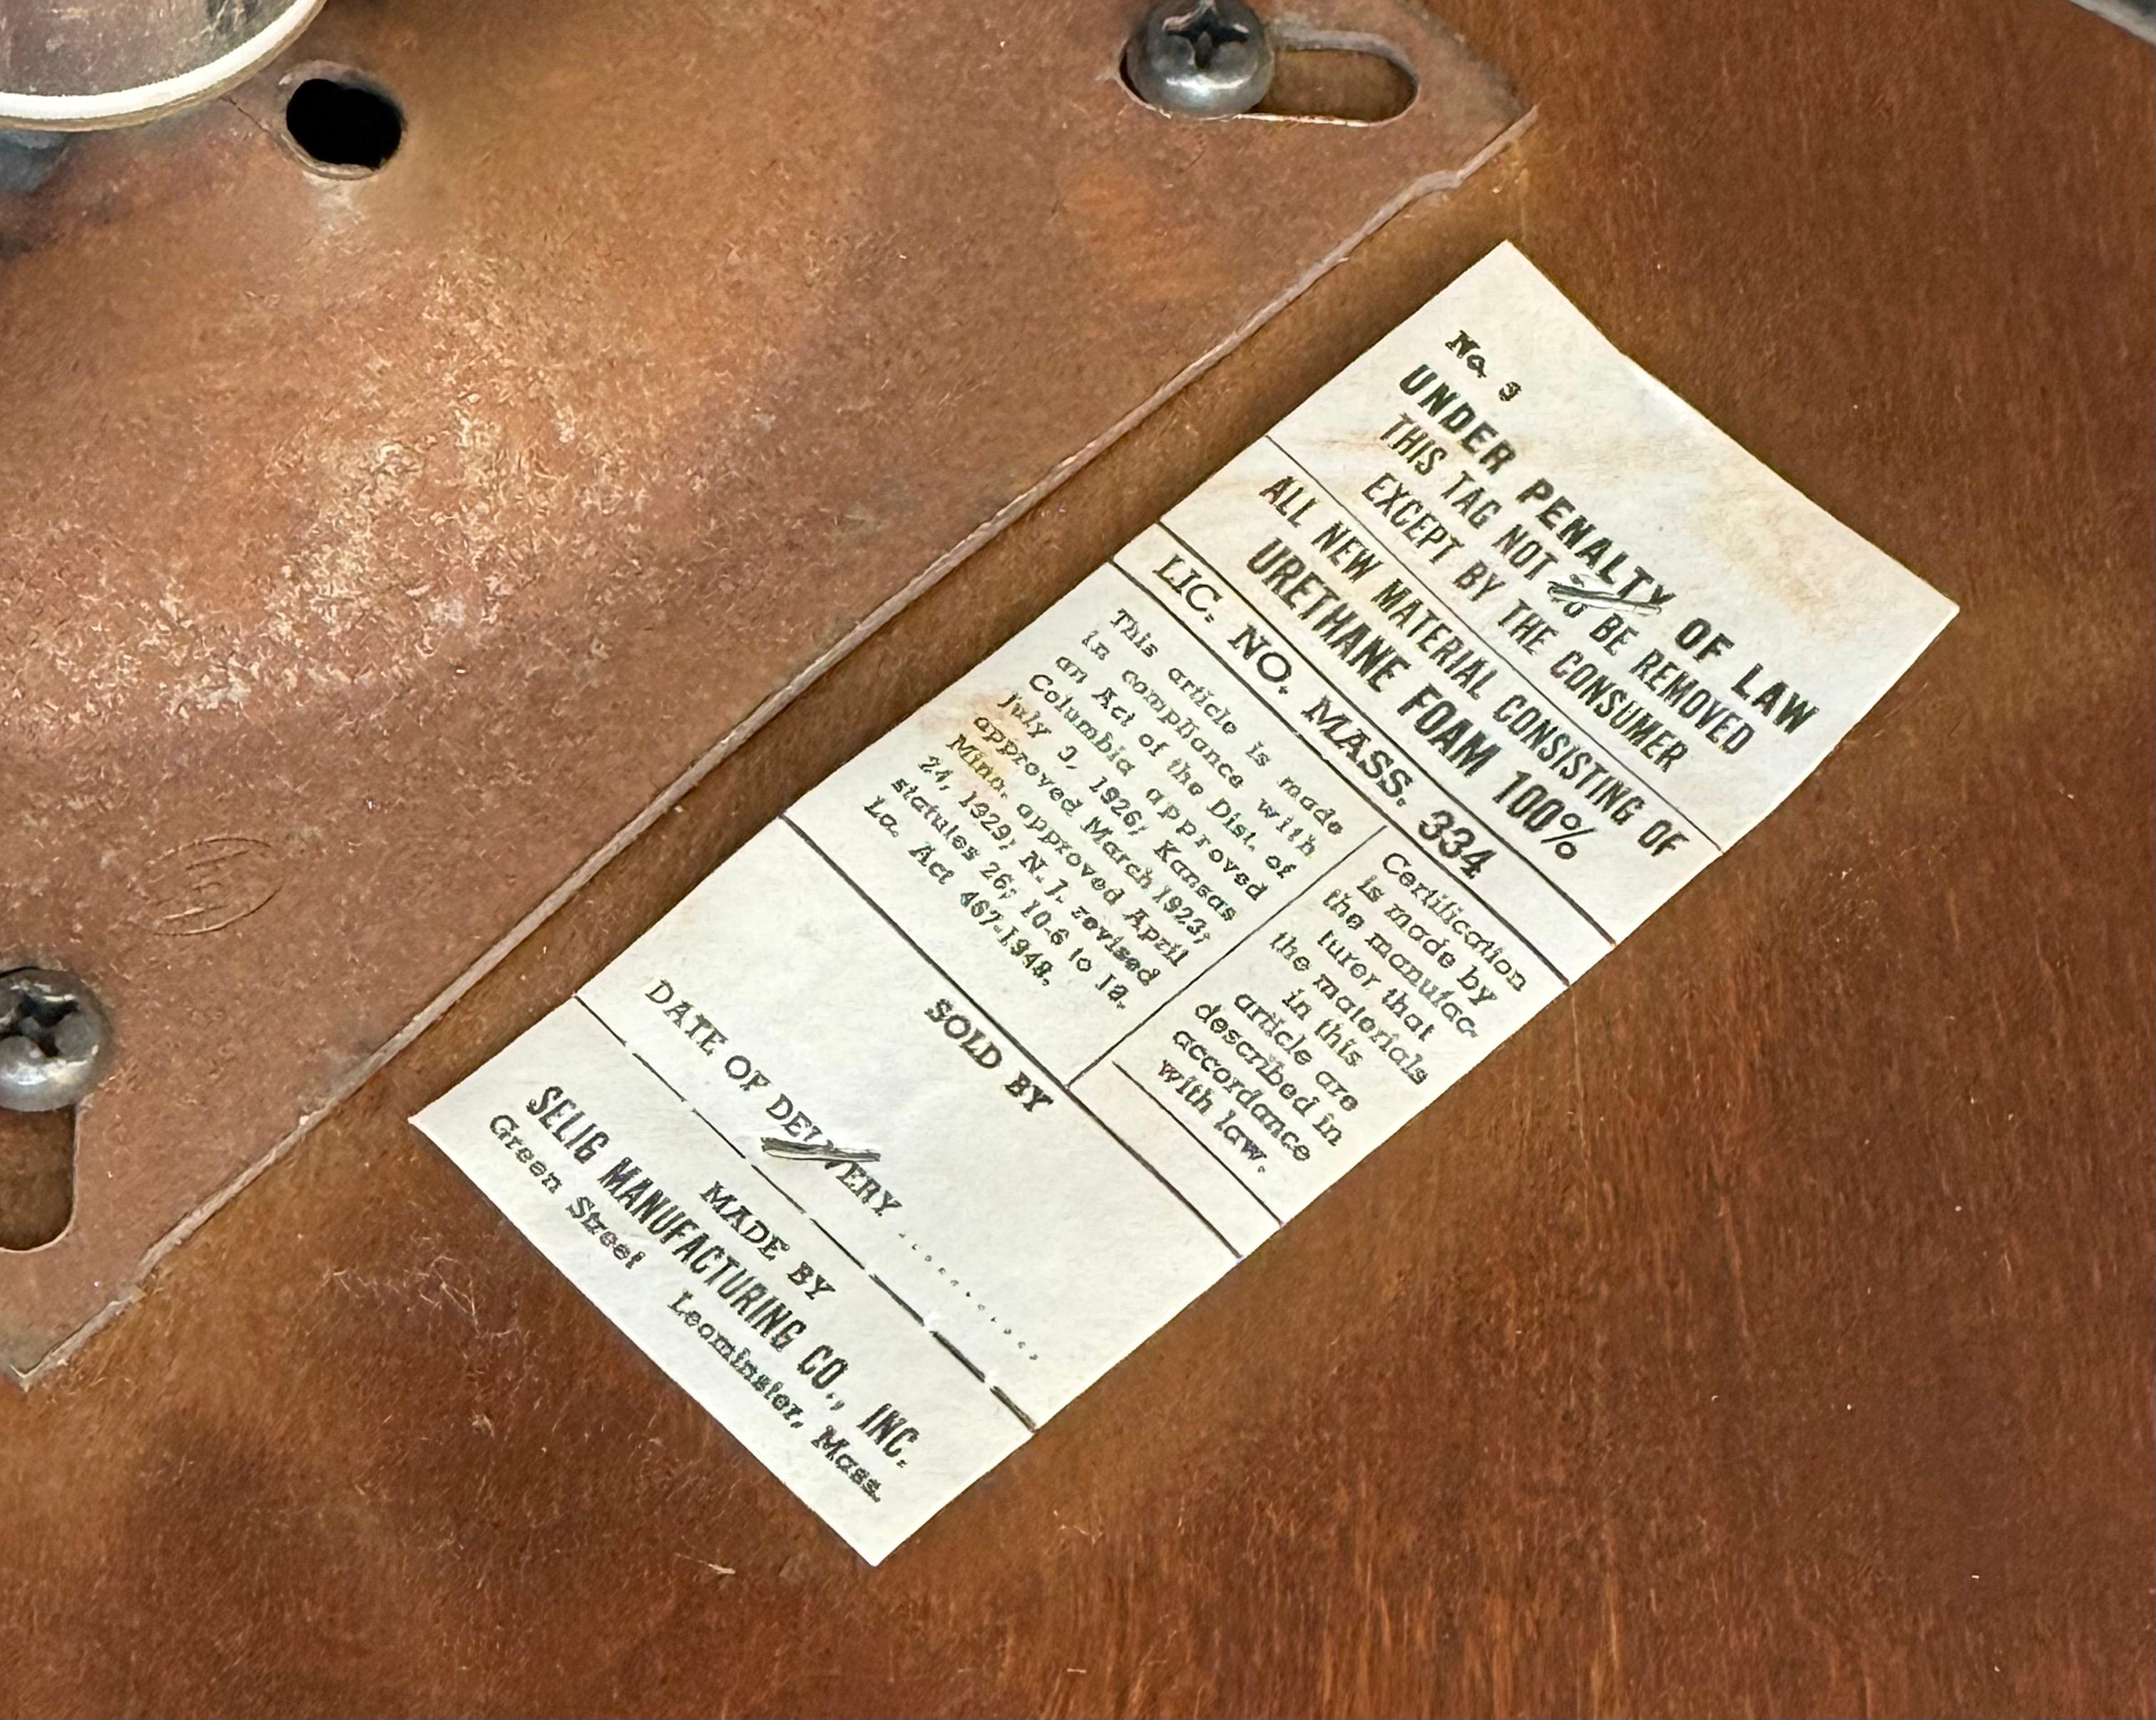 No. 3
UNDER PENALTY OF LAW
THIS TAG NOT TO BE REMOVED
EXCEPT BY THE CONSUMER
ALL NEW MATERIAL CONSISTING OF
URETHANE FOAM 100%
LIC. NO. MASS. 334
This article is made
in compliance with
an Act of the Dist. of
Columbia approved
July 3, 1926; Kansas
approved March 1923;
Minn. approved April
24, 1929; N. J. revised
statutes 26; 10-6 to 18.
La. Act 467-1948.
Certification
is made by
the manufac-
turer that
the materials
in this
article are
described in
accordance
with law.
SOLD BY
DATE OF DELIVERY ..........
MADE BY
SELIG MANUFACTURING CO., INC.
Green Street Leominster, Mass.